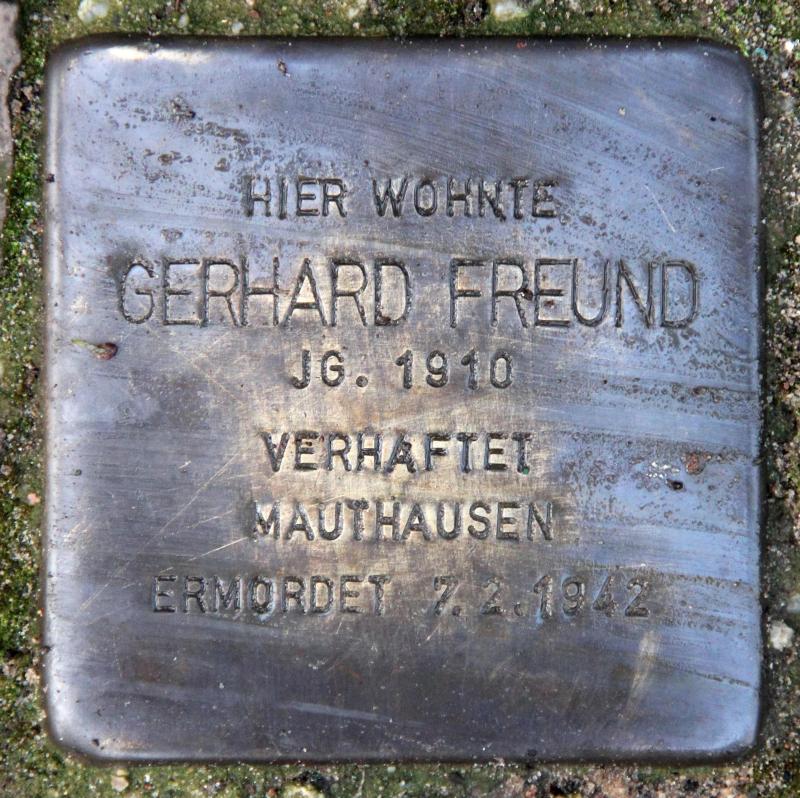 HIER WOHNTE
GERHARD FREUND
JG. 1910
VERHAFTET
MAUTHAUSEN
ERMORDET 7.2.1942